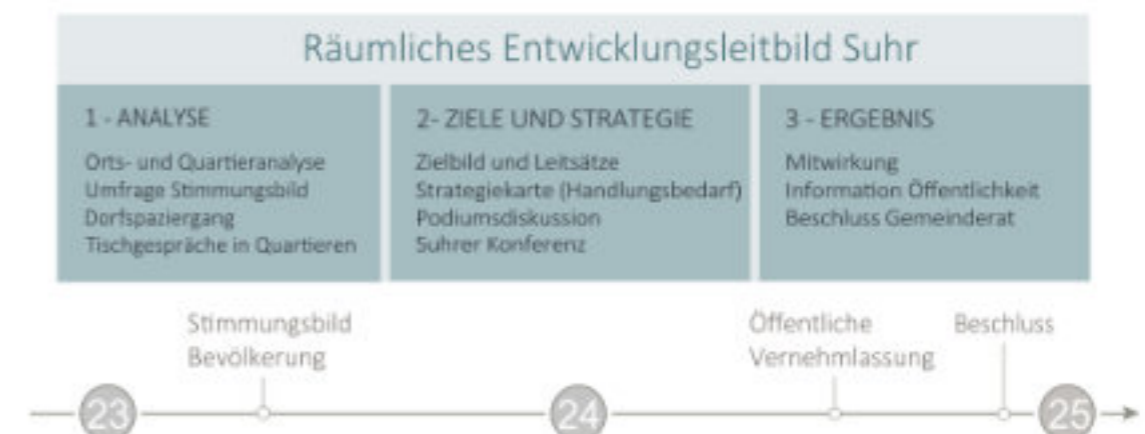 Räumliches Entwicklungsleitbild Suhr
1 - ANALYSE
Orts- und Quartieranalyse
Umfrage Stimmungsbild
Dorfspaziergang
Tischgespräche in Quartieren
2- ZIELE UND STRATEGIE
Zielbild und Leitsätze
Strategiekarte (Handlungsbedarf)
Podiumsdiskussion
Suhrer Konferenz
3 - ERGEBNIS
Mitwirkung
Information Öffentlichkeit
Beschluss Gemeinderat
Stimmungsbild
Bevölkerung
Öffentliche
Vernehmlassung
Beschluss
23
24
25